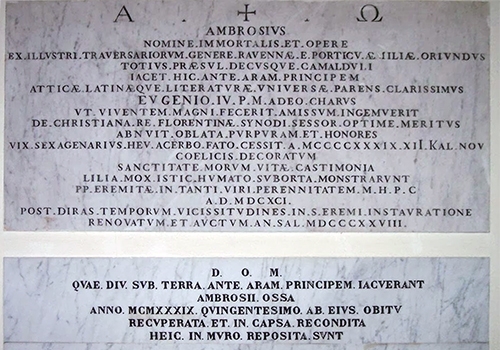 Α . + . Ω
AMBROSIVS
NOMINE. IMMORTALIS. ET. OPERE
EX. ILLVSTRI. TRAVERSARIORVM. GENERE. RAVENNÆ. E. PORTICV. Æ. MILIÆ. ORIVNDVS
TOTIVS. PRÆSVL. DECVSQVE. CAMALDVLI
IACET. HIC. ANTE. ARAM. PRINCIPEM
ATTICÆ. LATINÆQVE. LITERATVRÆ. VNIVERSÆ. PARENS. CLARISSIMVS
EVGENIO. IV. P. M. ADEO. CHARVS
VT. VIVENTEM. MAGNI. FECERIT. AMISSVM. INGEMVERIT
DE. CHRISTIANA. RE. FLORENTINÆ. SYNODI. SESSOR. OPTIME. MERITVS
ABNVIT. OBLATA. PVRPVRAM. ET. HONORES
VIX. SEXAGENARIVS. HEV. ACERBO. FATO. CESSIT. A. MCCCCXXXIX. XII. KAL. NOV
COELICIS. DECORATVM
SANCTITATE. MORVM. VITÆ. CASTIMONJA
LILIA. MOX. ISTIC. HVMATO. SVBORTA. MONSTRARVNT
PP. EREMITÆ. IN. TANTI. VIRI. PERENNITATEM. M. H. P. C
A. D. MDCXCI.
POST. DIRAS. TEMPORVM. VICISSITVDINES. IN. S. EREMI. INSTAVRATIONE
RENOVATVM. ET. AVCTVM. AN. SAL. MDCCCXXVIII.
D. O. M.
QVAE. DIV. SVB. TERRA. ANTE. ARAM. PRINCIPEM. IACVERANT
AMBROSII. OSSA
ANNO. MCMXXXIX. QVINGENTESIMO. AB. EIVS. OBITV
RECVPERATA. ET. IN. CAPSA. RECONDITA
HEIC. IN. MVRO. REPOSITA. SVNT